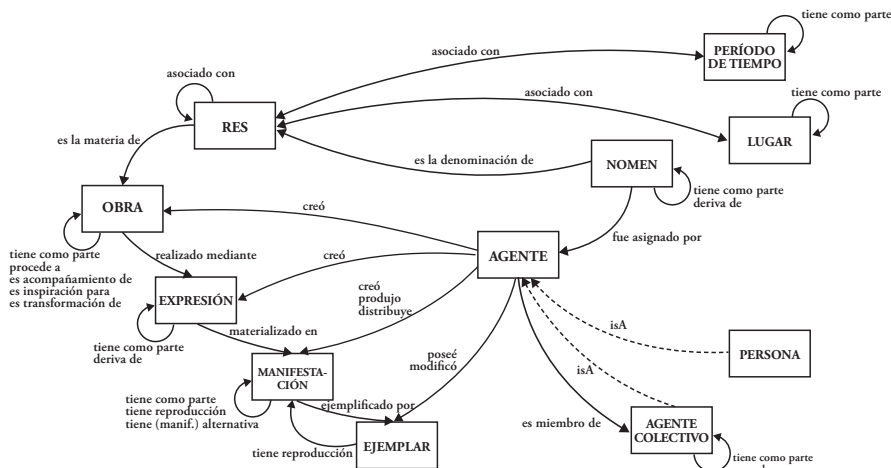 tiene como parte
PERÍODO
DE TIEMPO
asociado con
asociado con
tiene como parte
asociado con
RES
LUGAR
es la materia de
es la denominación de
NOMEN
tiene como parte
deriva de
OBRA
creó
fue asignado por
tiene como parte
procede a
es acompañamiento de
es inspiración para
es transformación de
realizado mediante
creó
AGENTE
EXPRESIÓN
creó
produjo
distribuye
materializado en
isA
tiene como parte
deriva de
poseé
modificó
PERSONA
MANIFESTA-
CIÓN
isA
tiene como parte
tiene reproducción
tiene (manif.) alternativa
ejemplificado por
es miembro de
AGENTE
COLECTIVO
tiene reproducción
EJEMPLAR
tiene como parte